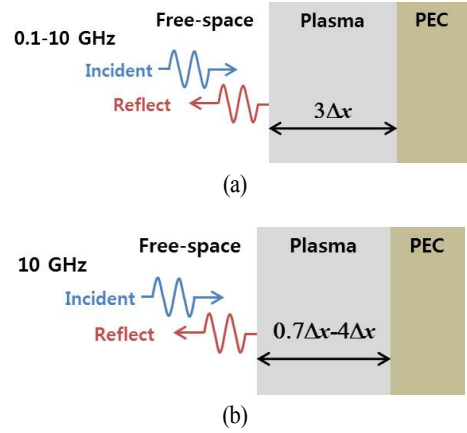 Free-space Plasma PEC
0.1-10 GHz
Incident
Reflect
3Δx
(a)
Free-space Plasma PEC
10 GHz
Incident
Reflect
0.7Δx-4Δx
(b)